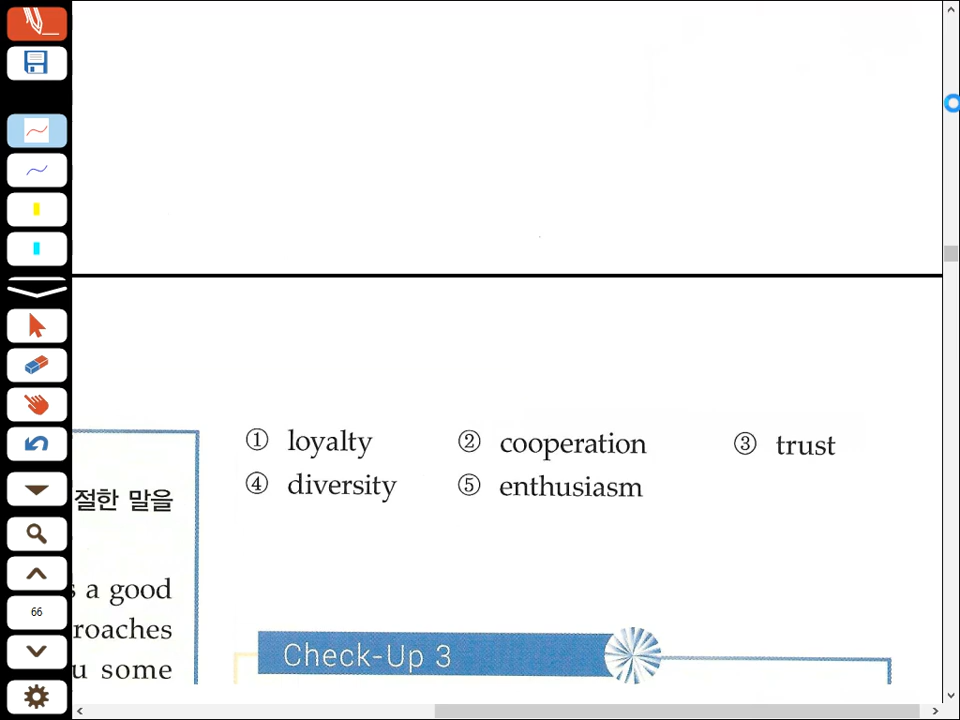 ① loyalty ② cooperation ③ trust
④ diversity ⑤ enthusiasm
절한 말을
a good
roaches
u some
Check-Up 3
66